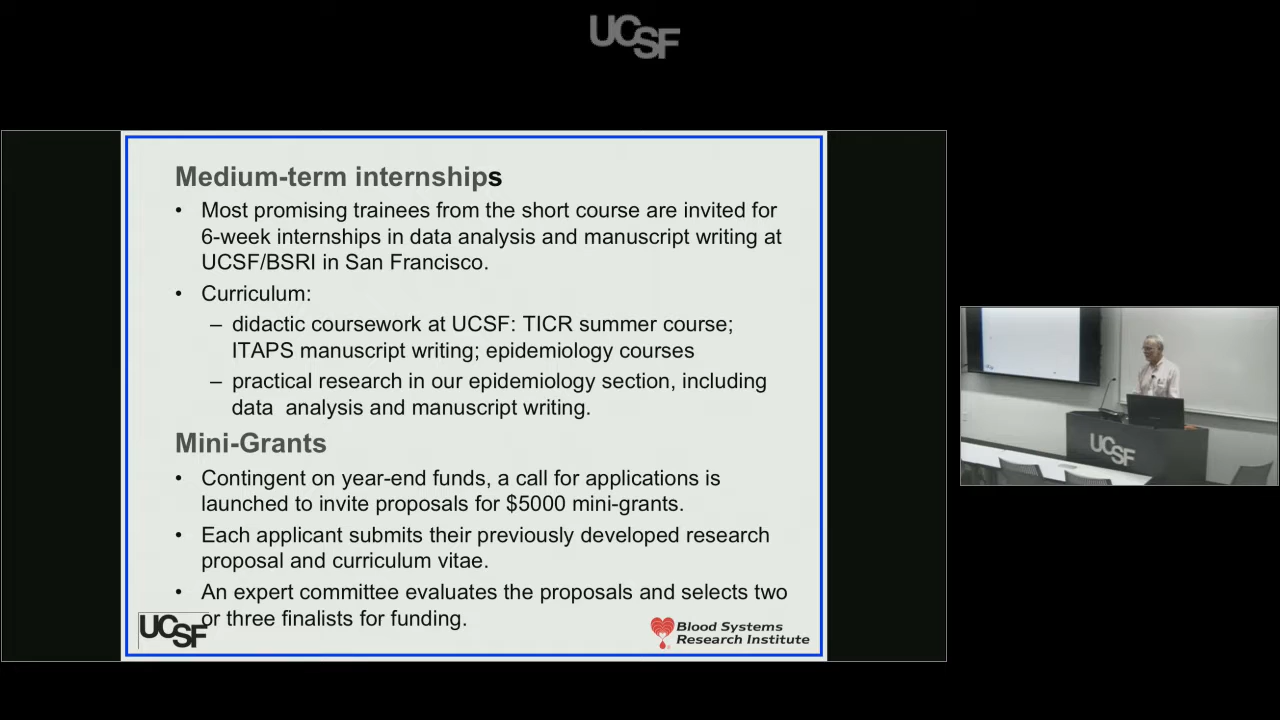 UCSF
Medium-term internships
• Most promising trainees from the short course are invited for
6-week internships in data analysis and manuscript writing at
UCSF/BSRI in San Francisco.
• Curriculum:
– didactic coursework at UCSF: TICR summer course;
ITAPS manuscript writing; epidemiology courses
– practical research in our epidemiology section, including
data  analysis and manuscript writing.
Mini-Grants
• Contingent on year-end funds, a call for applications is
launched to invite proposals for $5000 mini-grants.
• Each applicant submits their previously developed research
proposal and curriculum vitae.
• An expert committee evaluates the proposals and selects two
or three finalists for funding.
UCSF
Blood Systems
Research Institute
UCSF